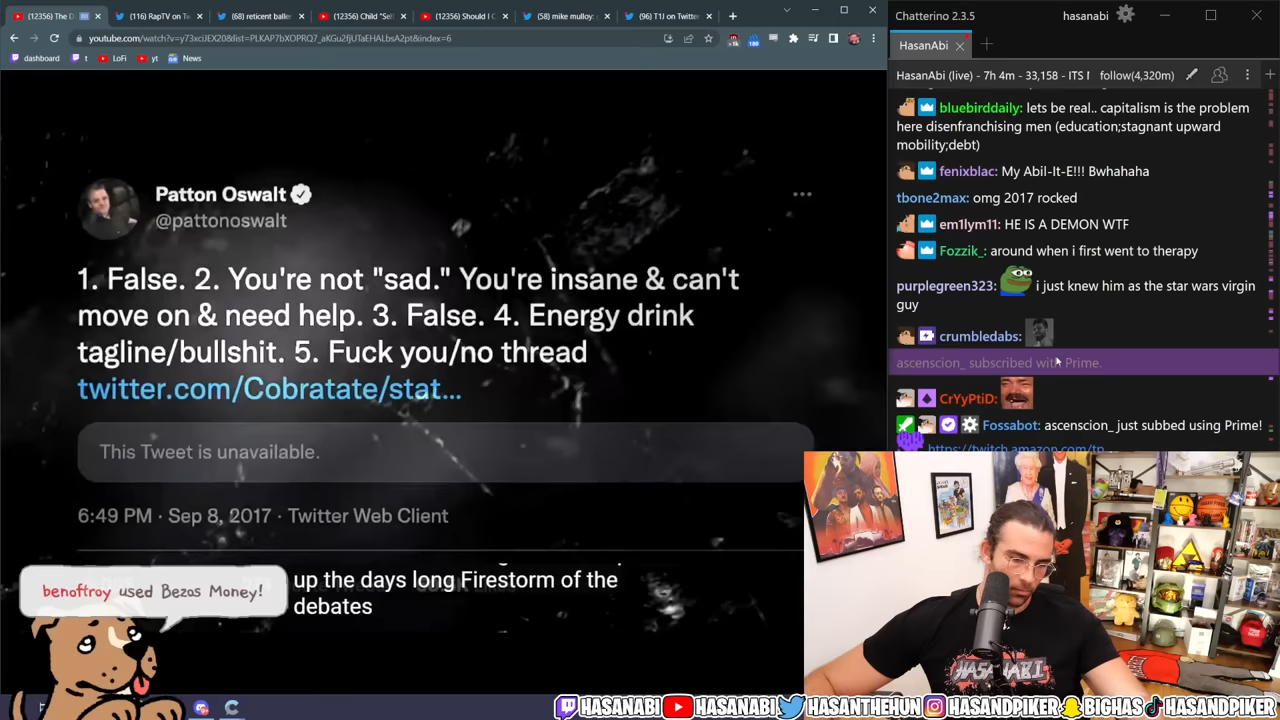 (12356) The D
(116) RapTV on Tw
(68) reticent baller
(12356) Child "Sel
(12356) Should I C
(58) mike mulloy:
(96) T1J on Twitter
youtube.com/watch?v=y73xciJEX20&list=PLKAP7bXOPRQ7_aKGu2fjUTaEHALbsA2pt&index=6
dashboard
t
LoFi
yt
News
Patton Oswalt
@pattonoswalt
1. False. 2. You're not "sad." You're insane & can't
move on & need help. 3. False. 4. Energy drink
tagline/bullshit. 5. Fuck you/no thread
twitter.com/Cobratate/stat...
This Tweet is unavailable.
6:49 PM · Sep 8, 2017 · Twitter Web Client
up the days long Firestorm of the
debates
benoftroy used Bezos Money!
Chatterino 2.3.5
hasanabi
HasanAbi
HasanAbi (live) - 7h 4m - 33,158 - ITS
follow(4,320m)
bluebirddaily: lets be real.. capitalism is the problem
here disenfranchising men (education;stagnant upward
mobility;debt)
fenixblac: My Abil-It-E!!! Bwhahaha
tbone2max: omg 2017 rocked
em1lym11: HE IS A DEMON WTF
Fozzik_: around when i first went to therapy
purplegreen323: i just knew him as the star wars virgin
guy
crumbledabs:
ascenscion_ subscribed with Prime.
CrYyPtiD:
Fossabot: ascension_ just subbed using Prime!
https://twitch.amazon.com/tp
HASANABI
HASANABI
HASANABI
HASANTHEHUN
HASANDPIKER
BIGHAS
HASANDPIKER